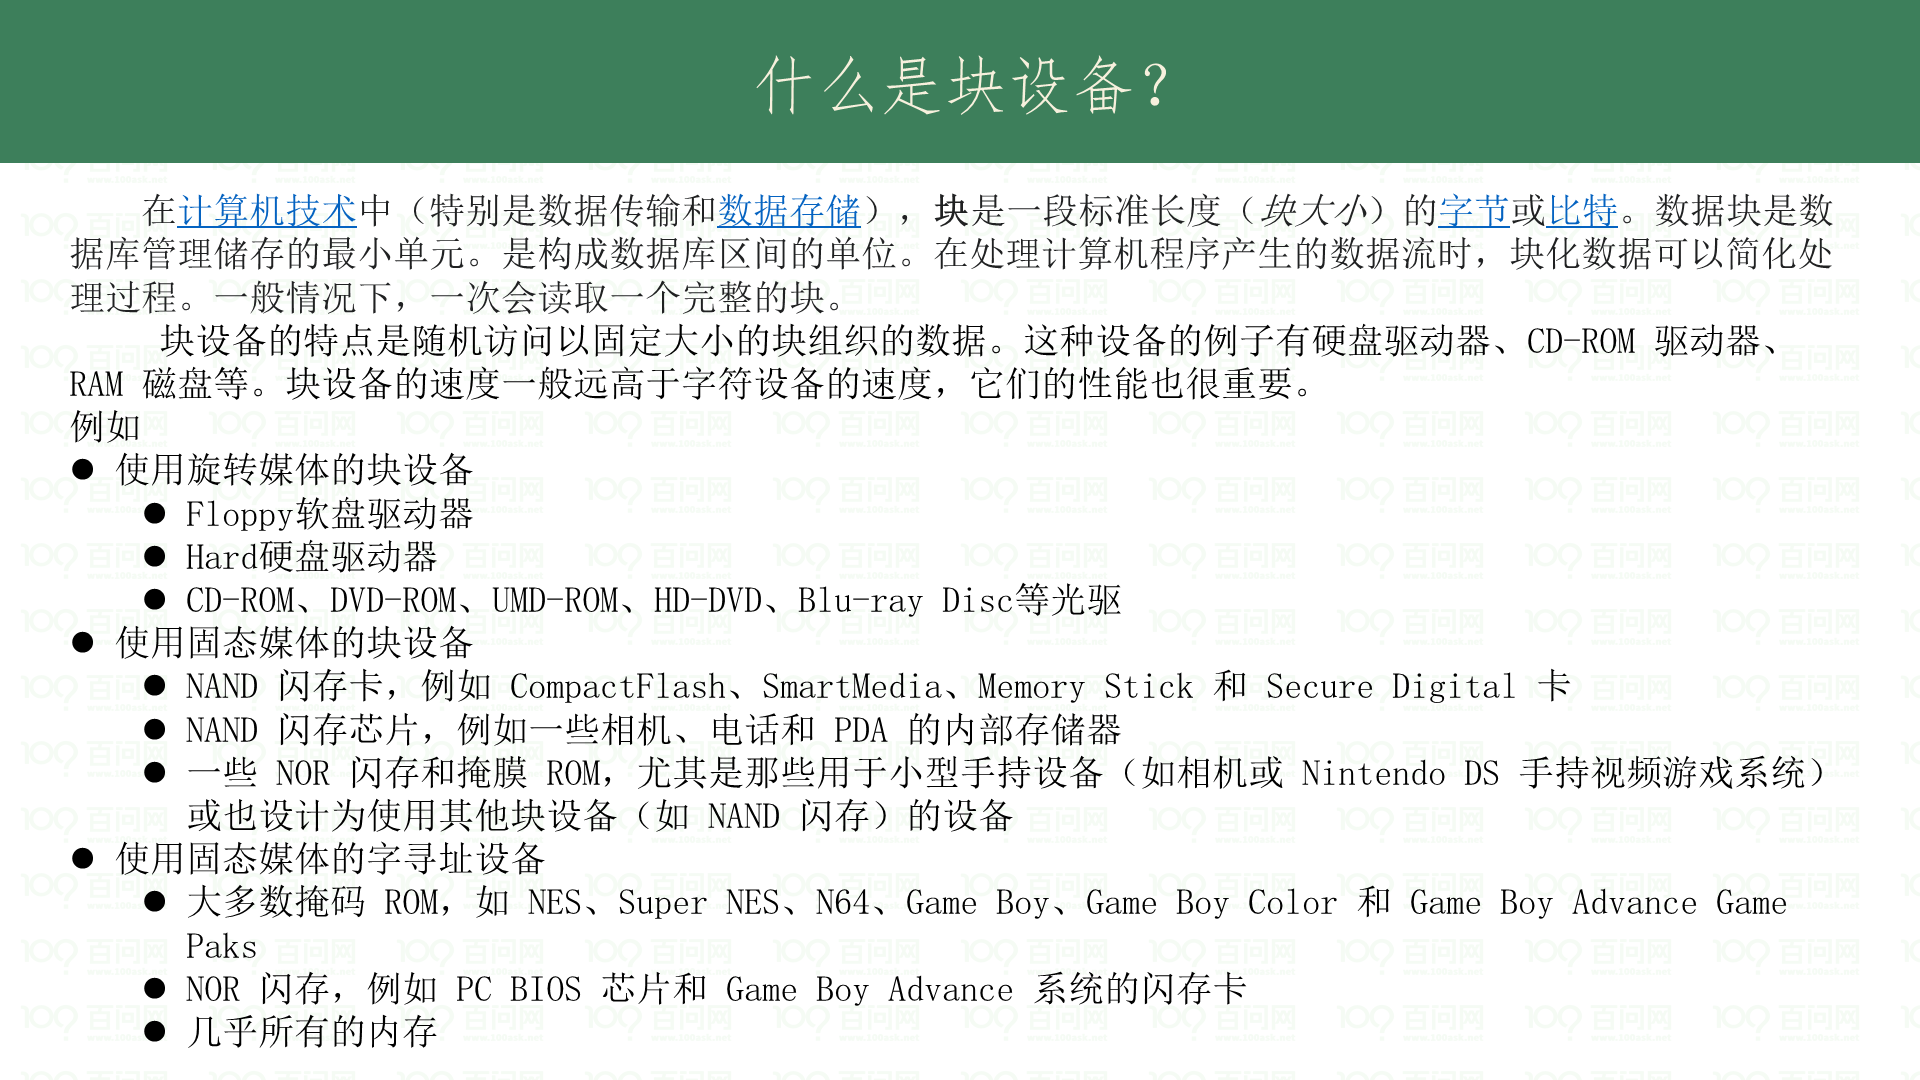 什么是块设备？
在计算机技术中（特别是数据传输和数据存储），块是一段标准长度（块大小）的字节或比特。数据块是数
据库管理储存的最小单元。是构成数据库区间的单位。在处理计算机程序产生的数据流时，块化数据可以简化处
理过程。一般情况下，一次会读取一个完整的块。
块设备的特点是随机访问以固定大小的块组织的数据。这种设备的例子有硬盘驱动器、CD-ROM 驱动器、
RAM 磁盘等。块设备的速度一般远高于字符设备的速度，它们的性能也很重要。
例如
● 使用旋转媒体的块设备
● Floppy软盘驱动器
● Hard硬盘驱动器
● CD-ROM、DVD-ROM、UMD-ROM、HD-DVD、Blu-ray Disc等光驱
● 使用固态媒体的块设备
● NAND 闪存卡，例如 CompactFlash、SmartMedia、Memory Stick 和 Secure Digital 卡
● NAND 闪存芯片，例如一些相机、电话和 PDA 的内部存储器
● 一些 NOR 闪存和掩膜 ROM，尤其是那些用于小型手持设备（如相机或 Nintendo DS 手持视频游戏系统）
或也设计为使用其他块设备（如 NAND 闪存）的设备
● 使用固态媒体的字寻址设备
● 大多数掩码 ROM，如 NES、Super NES、N64、Game Boy、Game Boy Color 和 Game Boy Advance Game
Paks
● NOR 闪存，例如 PC BIOS 芯片和 Game Boy Advance 系统的闪存卡
● 几乎所有的内存